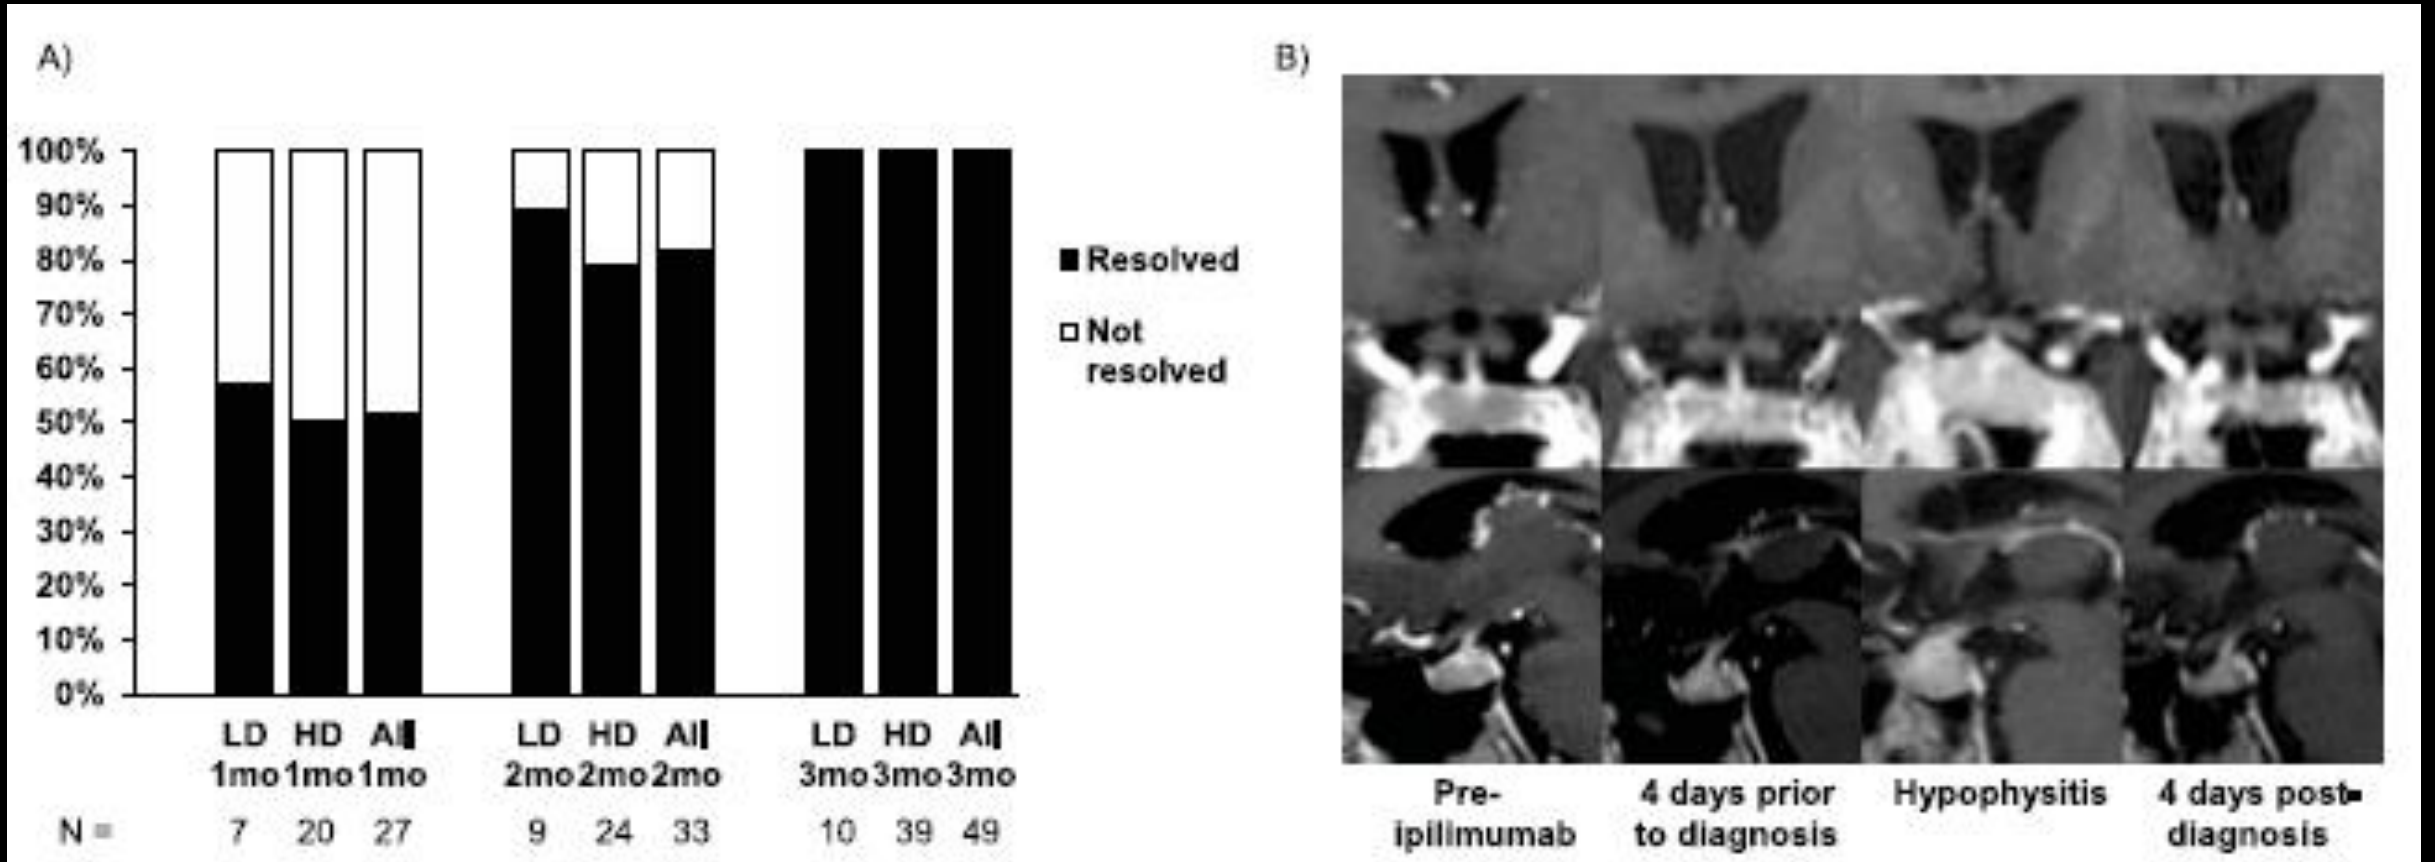 A)
100%
90%
80%
70%
60%
50%
40%
30%
20%
10%
0%
LD HD All LD HD All LD HD All
1mo 1mo 1mo 2mo 2mo 2mo 3mo 3mo 3mo
N = 7 20 27 9 24 33 10 39 49
Resolved
Not
resolved
B)
Pre-
ipilimumab
4 days prior
to diagnosis
Hypophysitis
4 days post-
diagnosis